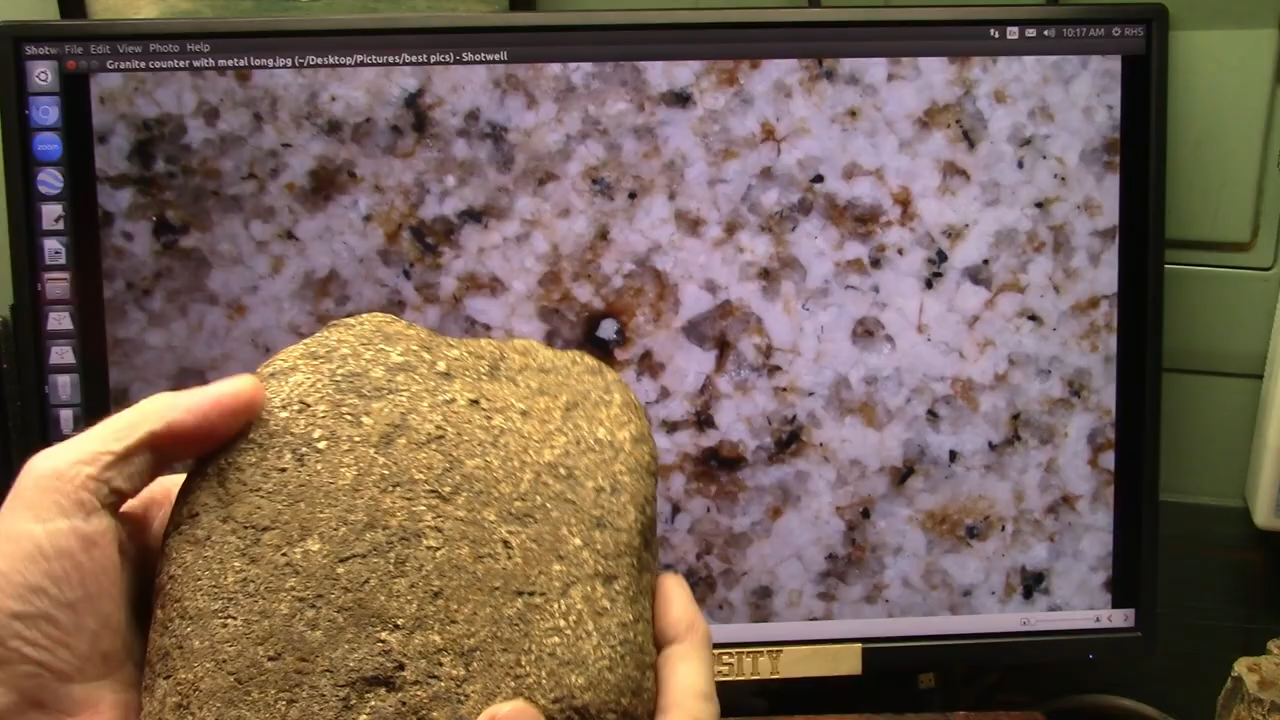 Shotw File Edit View Photo Help
En 10:17 AM RHS
Granite counter with metal long.jpg (~/Desktop/Pictures/best pics) - Shotwell
zoom
SITY